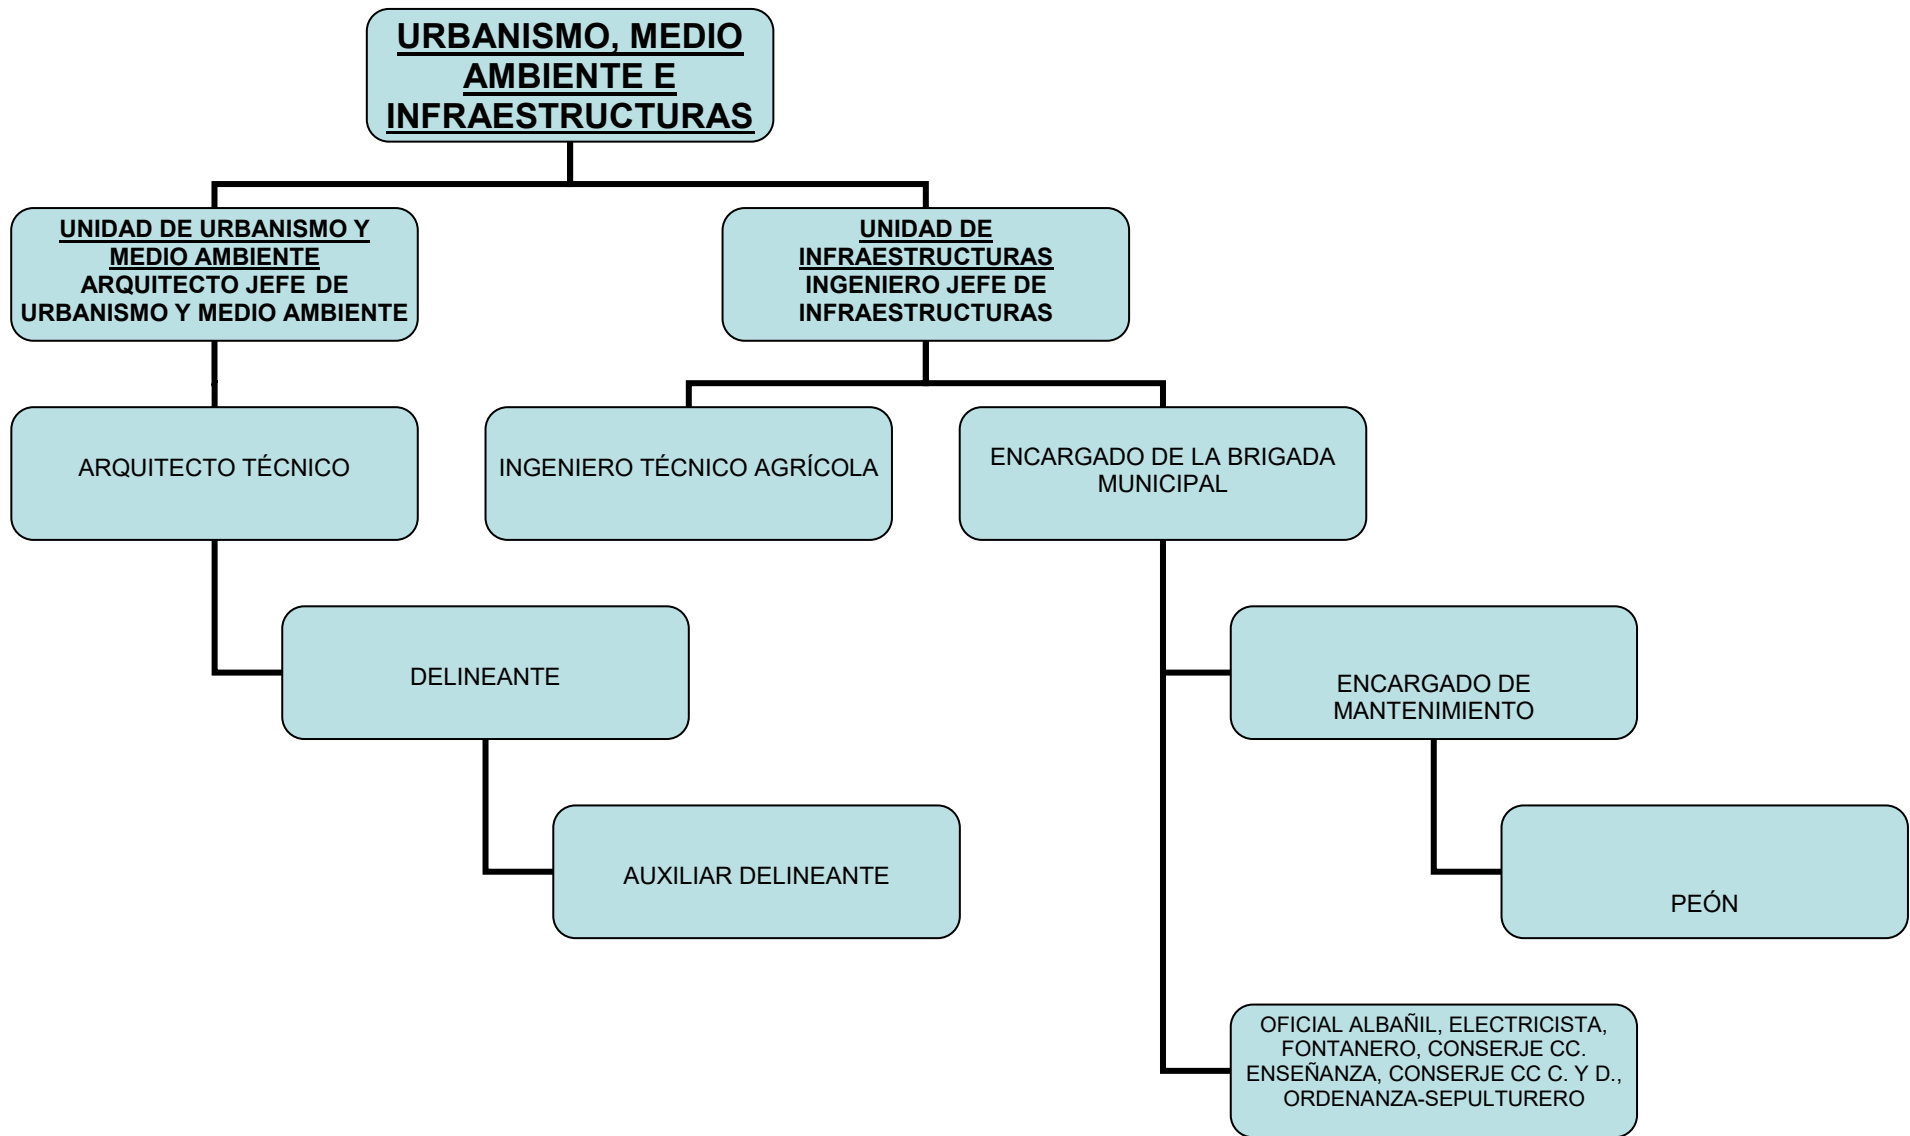 URBANISMO, MEDIO
AMBIENTE E
INFRAESTRUCTURAS
UNIDAD DE URBANISMO Y
MEDIO AMBIENTE
ARQUITECTO JEFE DE
URBANISMO Y MEDIO AMBIENTE
UNIDAD DE
INFRAESTRUCTURAS
INGENIERO JEFE DE
INFRAESTRUCTURAS
ARQUITECTO TÉCNICO
INGENIERO TÉCNICO AGRÍCOLA
ENCARGADO DE LA BRIGADA
MUNICIPAL
DELINEANTE
ENCARGADO DE
MANTENIMIENTO
AUXILIAR DELINEANTE
PEÓN
OFICIAL ALBAÑIL, ELECTRICISTA,
FONTANERO, CONSERJE CC.
ENSEÑANZA, CONSERJE CC C. Y D.,
ORDENANZA-SEPULTURERO